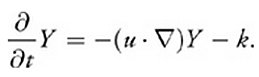 ∂/∂t Y = −(u · ∇)Y − k.